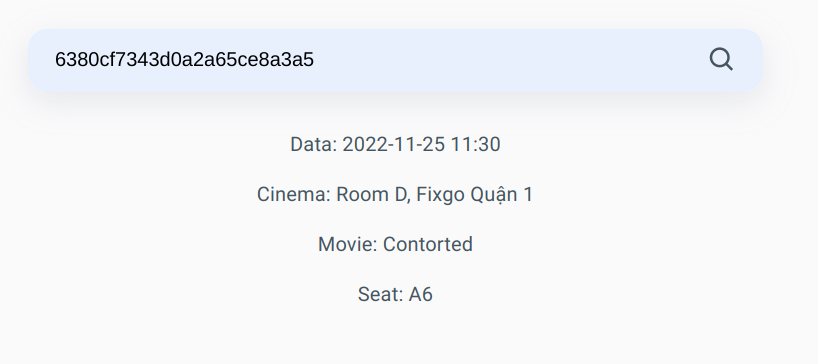 6380cf7343d0a2a65ce8a3a5
Data: 2022-11-25 11:30
Cinema: Room D, Fixgo Quận 1
Movie: Contorted
Seat: A6